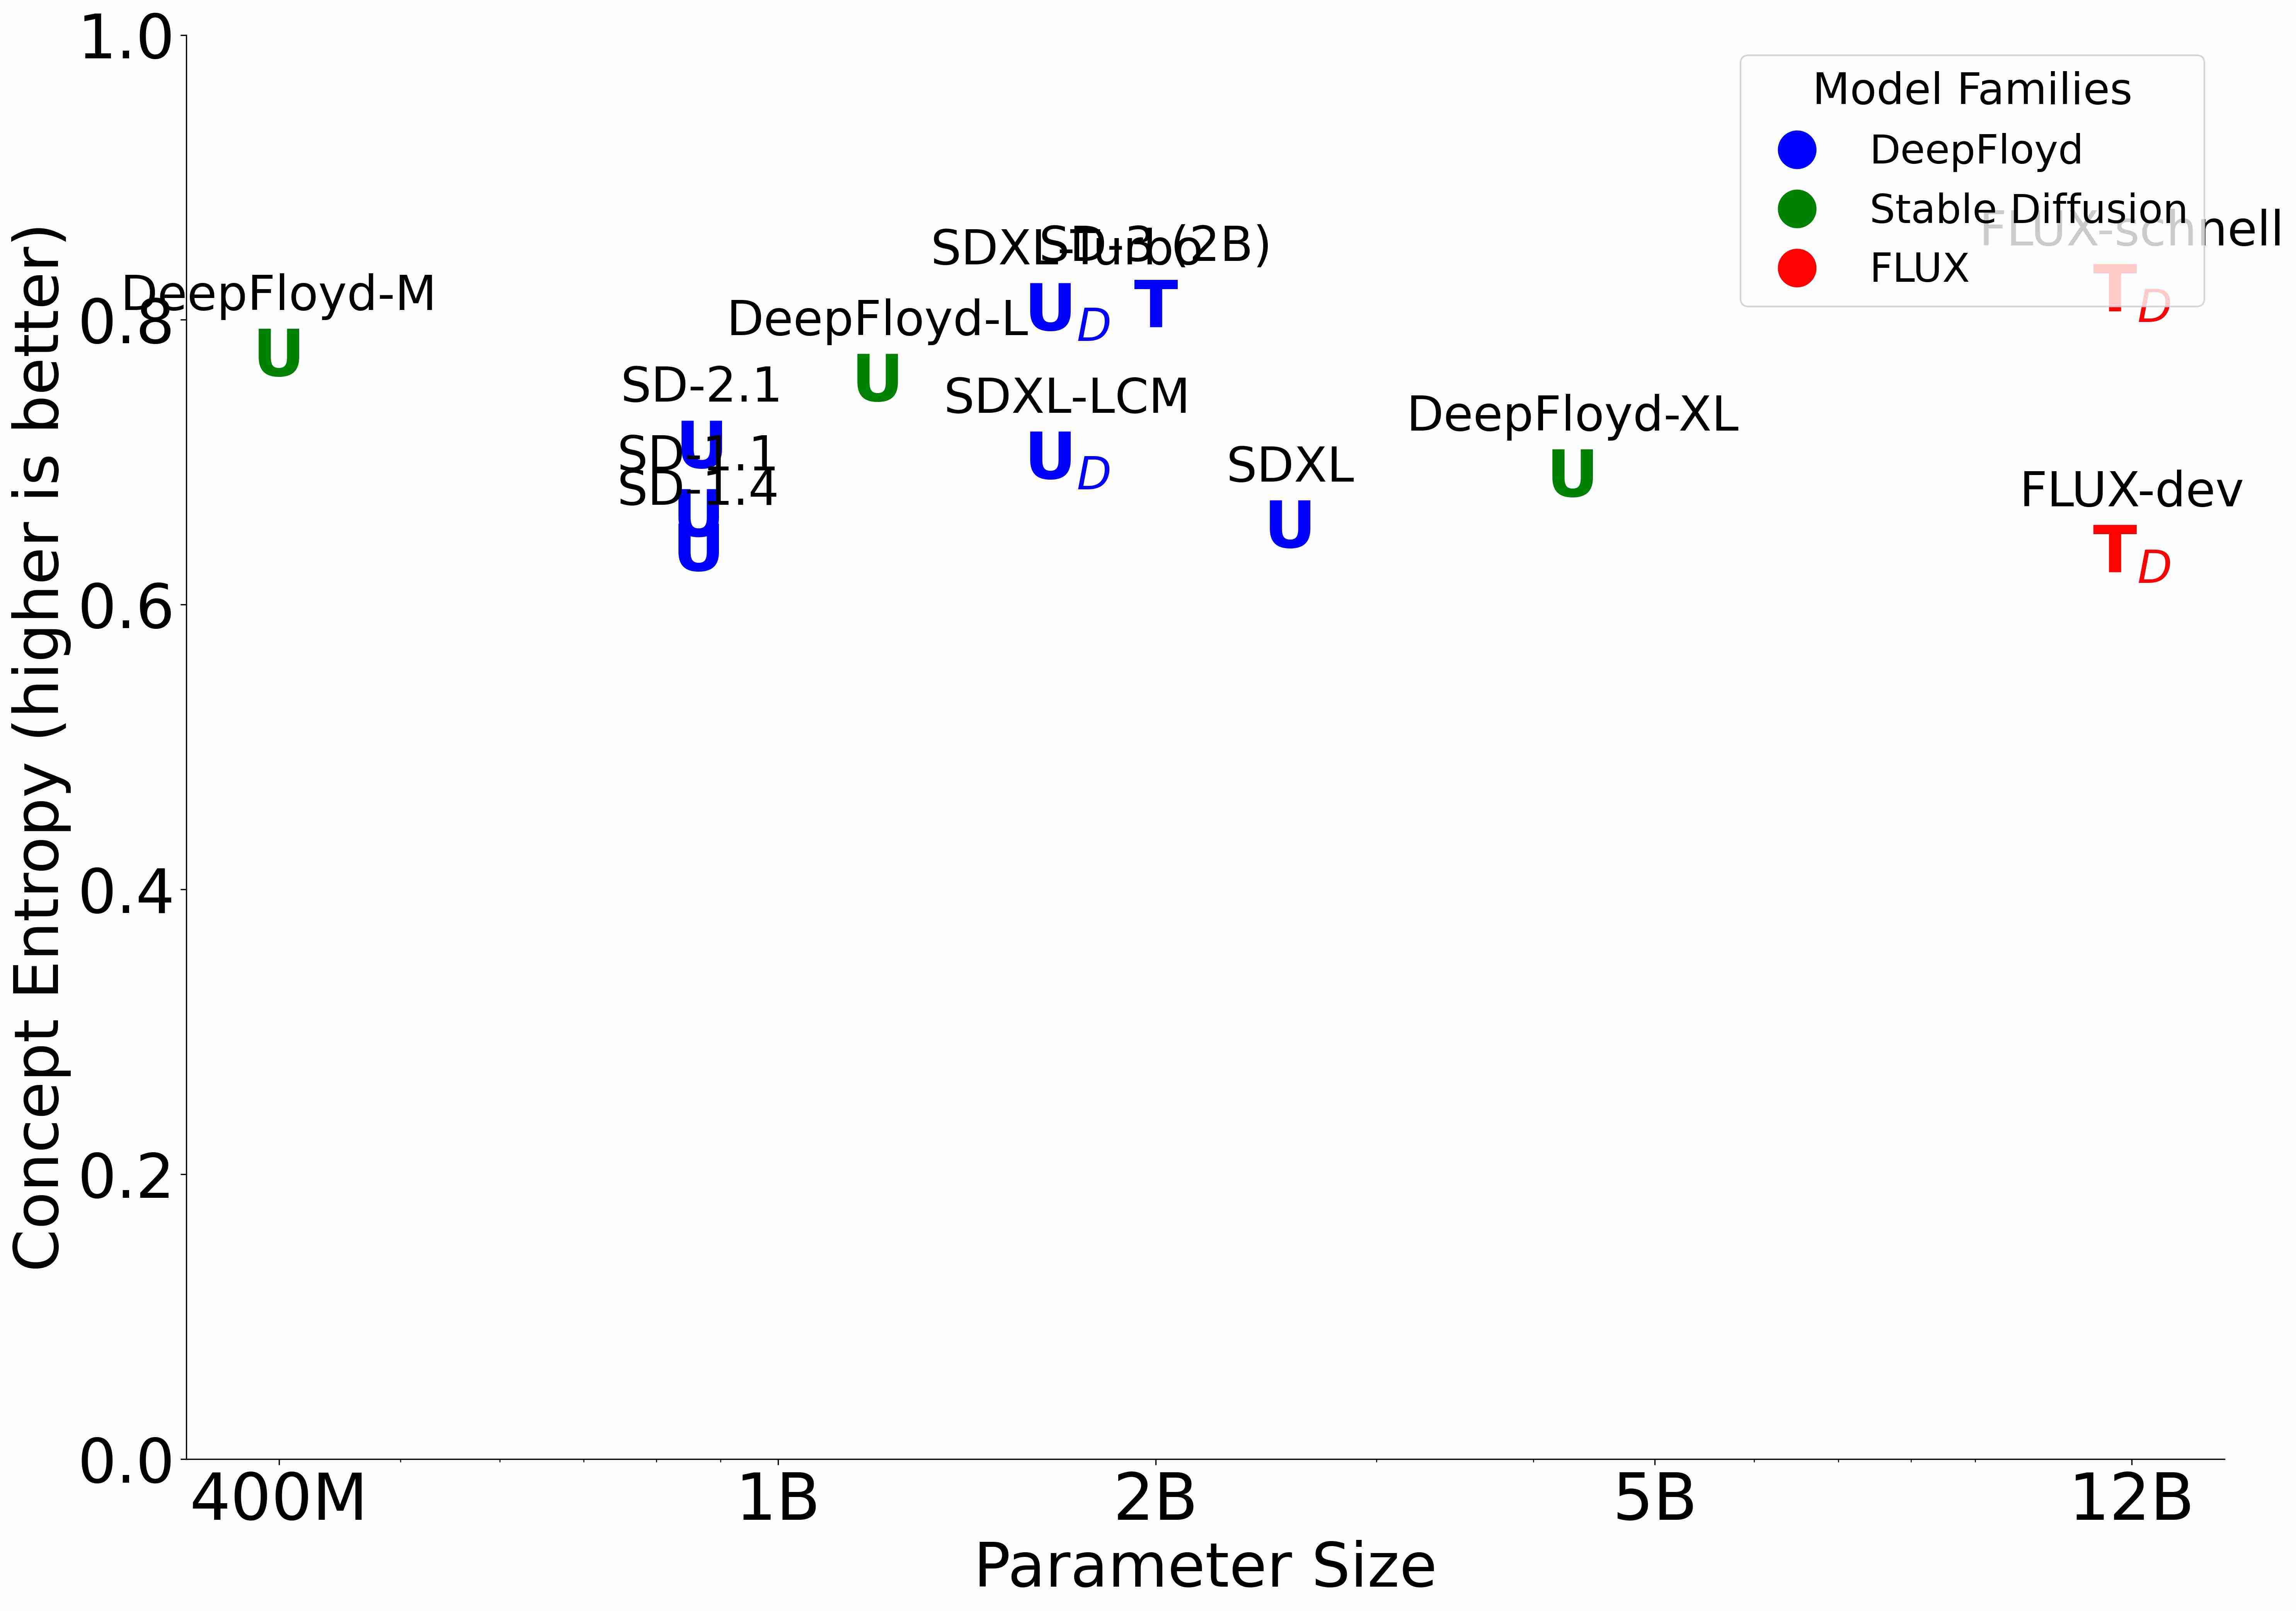 Concept Entropy (higher is better)
1.0
0.8
0.6
0.4
0.2
0.0
Model Families
DeepFloyd
Stable Diffusion
FLUX
FLUX-schnell
T D
SDXL-Turbo
U D
SD-3 (2B)
T
DeepFloyd-M
U
DeepFloyd-L
U
SD-2.1
U
SDXL-LCM
U D
DeepFloyd-XL
U
SD-1.1
U
SD-1.4
U
SDXL
U
FLUX-dev
T D
400M
1B
2B
5B
12B
Parameter Size